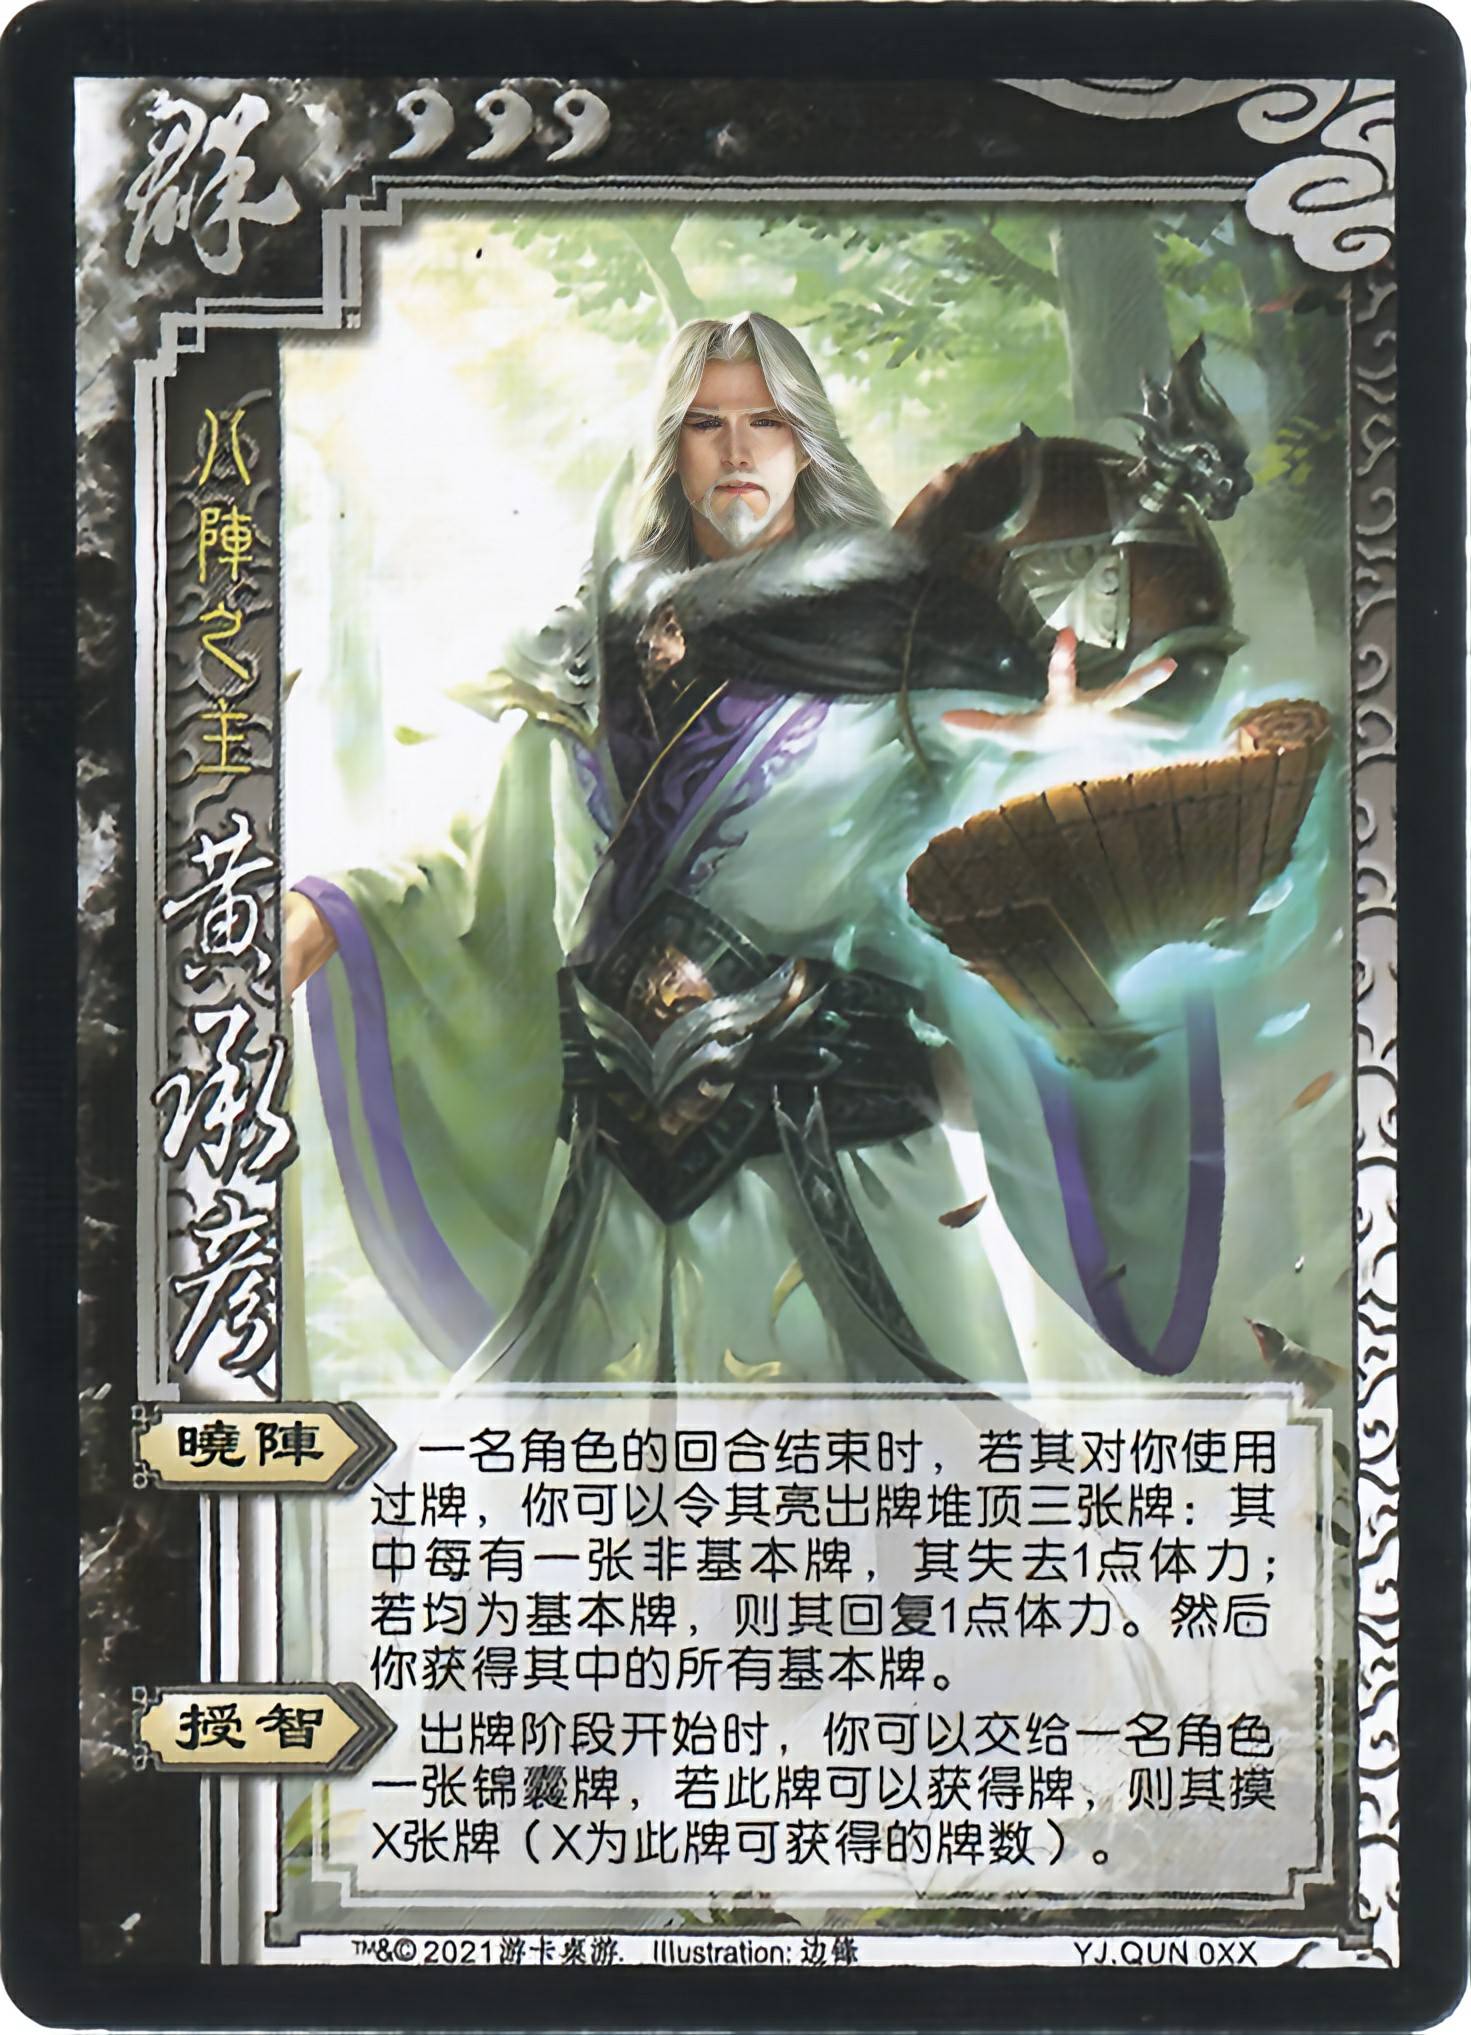 群
八陣之主
黄承彦
曉陣
一名角色的回合结束时，若其对你使用
过牌，你可以令其亮出牌堆顶三张牌：其
中每有一张非基本牌，其失去1点体力；
若均为基本牌，则其回复1点体力。然后
你获得其中的所有基本牌。
授智
出牌阶段开始时，你可以交给一名角色
一张锦囊牌，若此牌可以获得牌，则其摸
X张牌（X为此牌可获得的牌数）。
™&© 2021游卡桌游. Illustration: 边锋
YJ.QUN 0XX